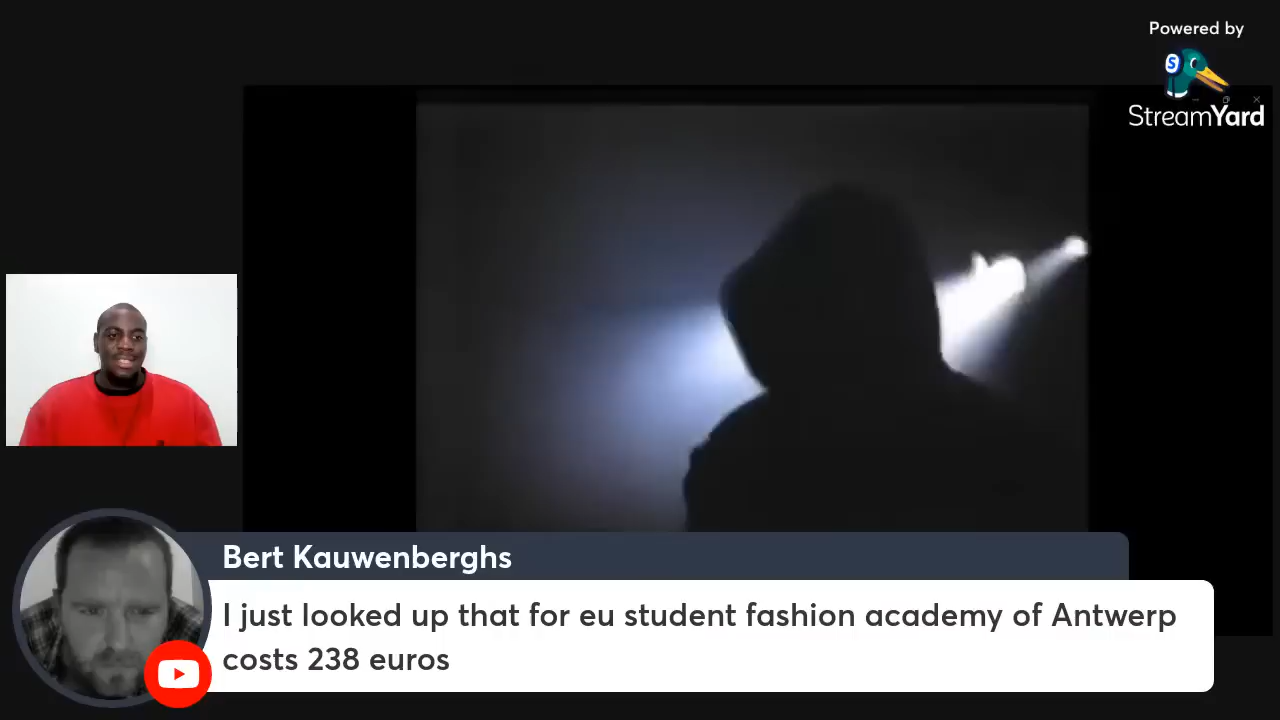 Powered by
S
StreamYard
Bert Kauwenberghs
I just looked up that for eu student fashion academy of Antwerp
costs 238 euros